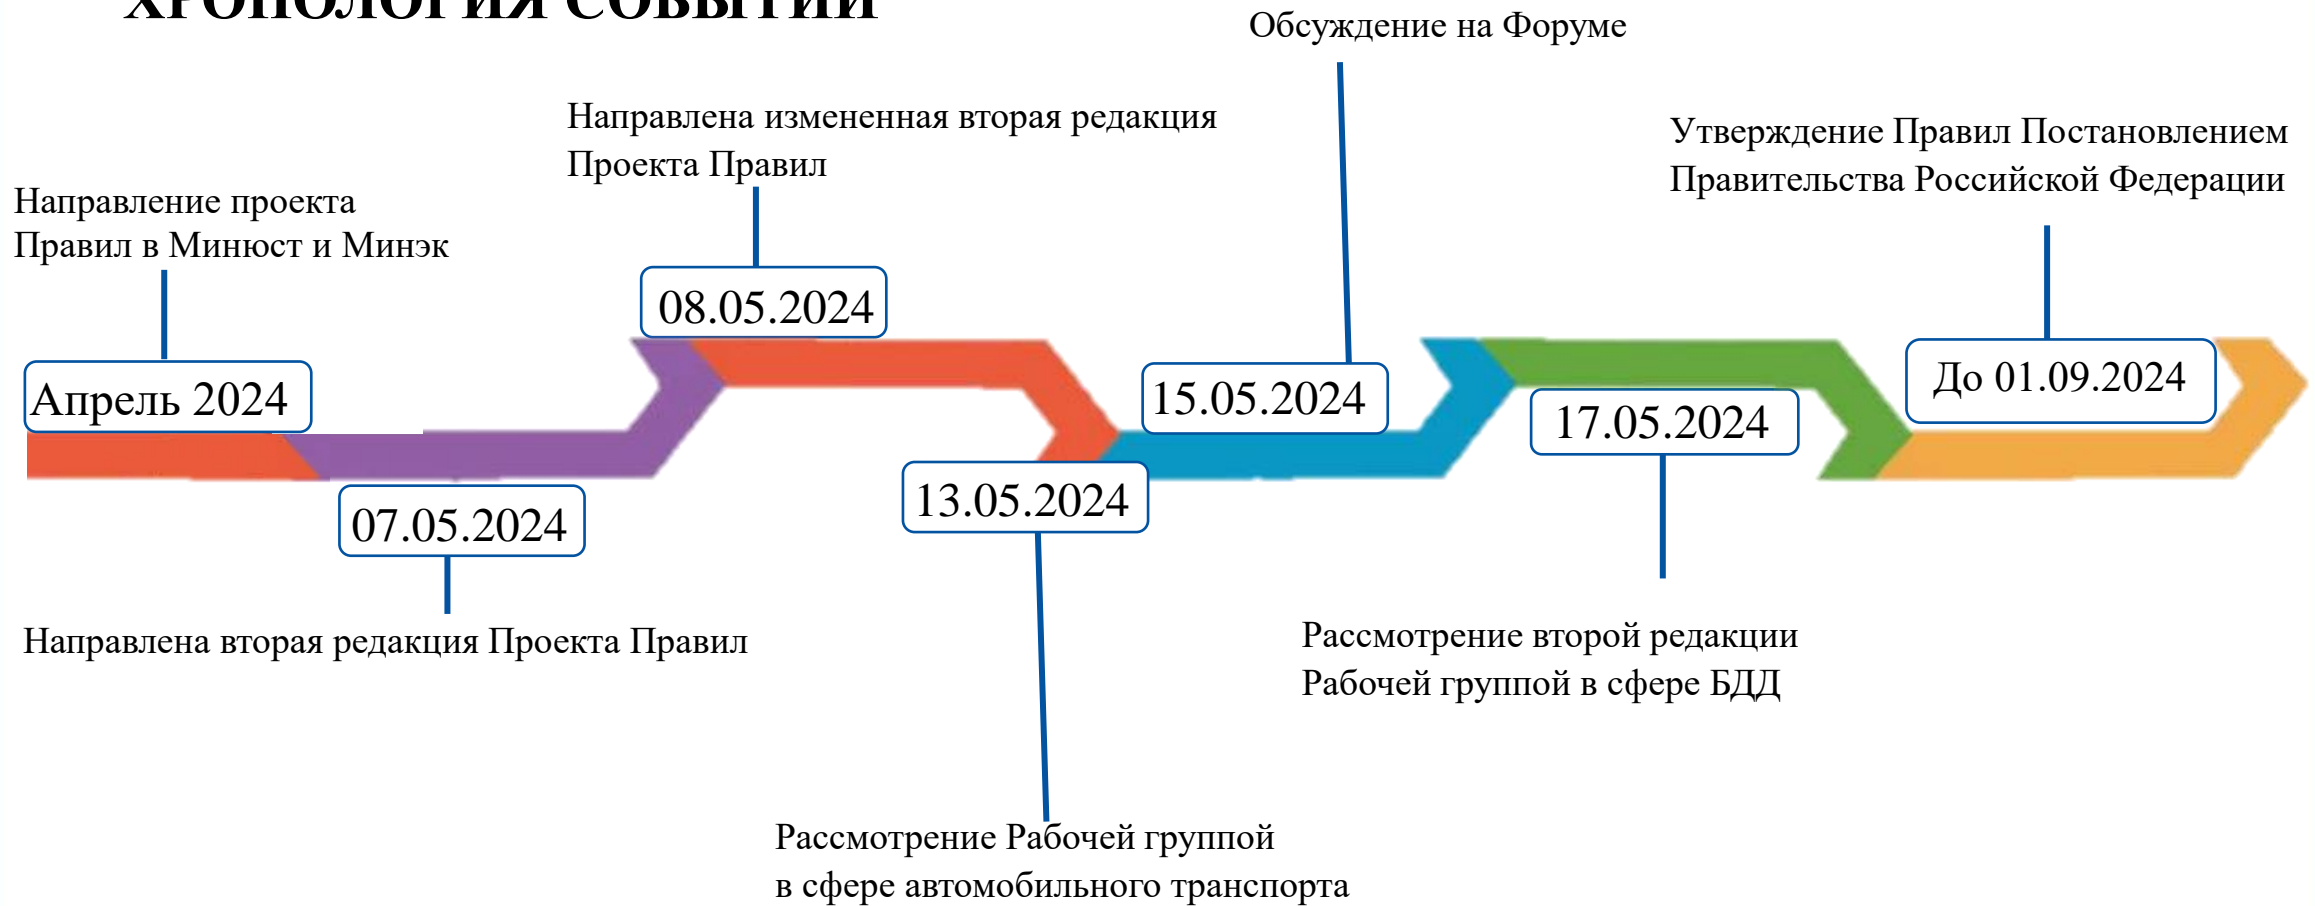 ХРОНОЛОГИЯ СОБЫТИЙ
Обсуждение на Форуме
Направлена измененная вторая редакция
Проекта Правил
Утверждение Правил Постановлением
Правительства Российской Федерации
Направление проекта
Правил в Минюст и Минэк
08.05.2024
Апрель 2024
15.05.2024
До 01.09.2024
17.05.2024
13.05.2024
07.05.2024
Направлена вторая редакция Проекта Правил
Рассмотрение второй редакции
Рабочей группой в сфере БДД
Рассмотрение Рабочей группой
в сфере автомобильного транспорта